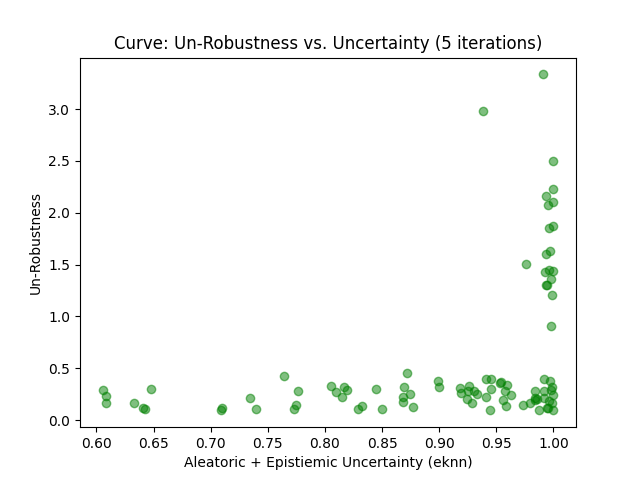 Curve: Un-Robustness vs. Uncertainty (5 iterations)
Un-Robustness
3.0
2.5
2.0
1.5
1.0
0.5
0.0
0.60 0.65 0.70 0.75 0.80 0.85 0.90 0.95 1.00
Aleatoric + Epistiemic Uncertainty (eknn)